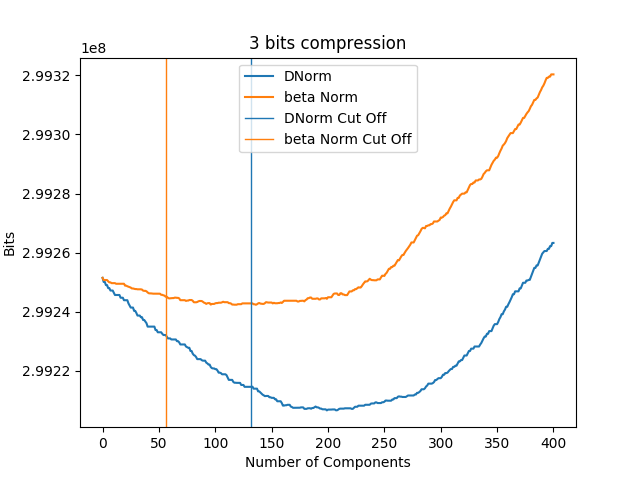 3 bits compression
1e8
2.9932
2.9930
2.9928
2.9926
2.9924
2.9922
Bits
DNorm
beta Norm
DNorm Cut Off
beta Norm Cut Off
0 50 100 150 200 250 300 350 400
Number of Components